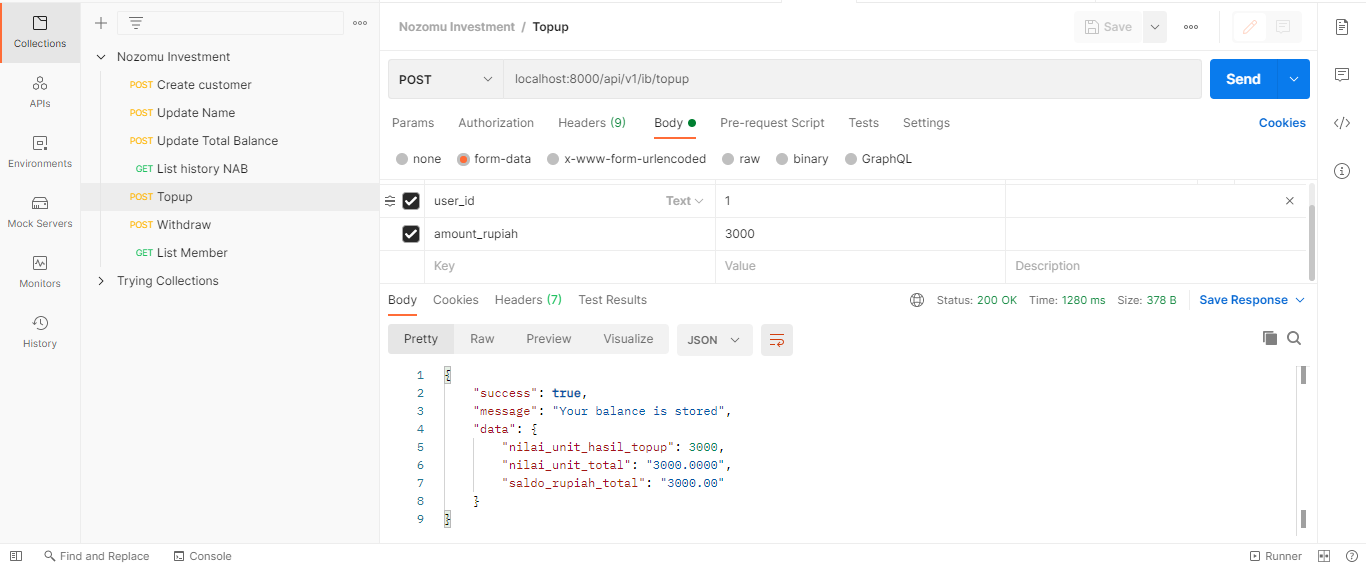 Collections
APIs
Environments
Mock Servers
Monitors
History
Nozomu Investment
POST Create customer
POST Update Name
POST Update Total Balance
GET List history NAB
POST Topup
POST Withdraw
GET List Member
Trying Collections
Nozomu Investment / Topup
Save
POST localhost:8000/api/v1/ib/topup Send
Params Authorization Headers (9) Body Pre-request Script Tests Settings Cookies
none form-data x-www-form-urlencoded raw binary GraphQL
user_id Text 1
amount_rupiah 3000
Key Value Description
Body Cookies Headers (7) Test Results Status: 200 OK Time: 1280 ms Size: 378 B Save Response
Pretty Raw Preview Visualize JSON
1 {
2 "success": true,
3 "message": "Your balance is stored",
4 "data": {
5 "nilai_unit_hasil_topup": 3000,
6 "nilai_unit_total": "3000.0000",
7 "saldo_rupiah_total": "3000.00"
8 }
9 }
Find and Replace Console Runner